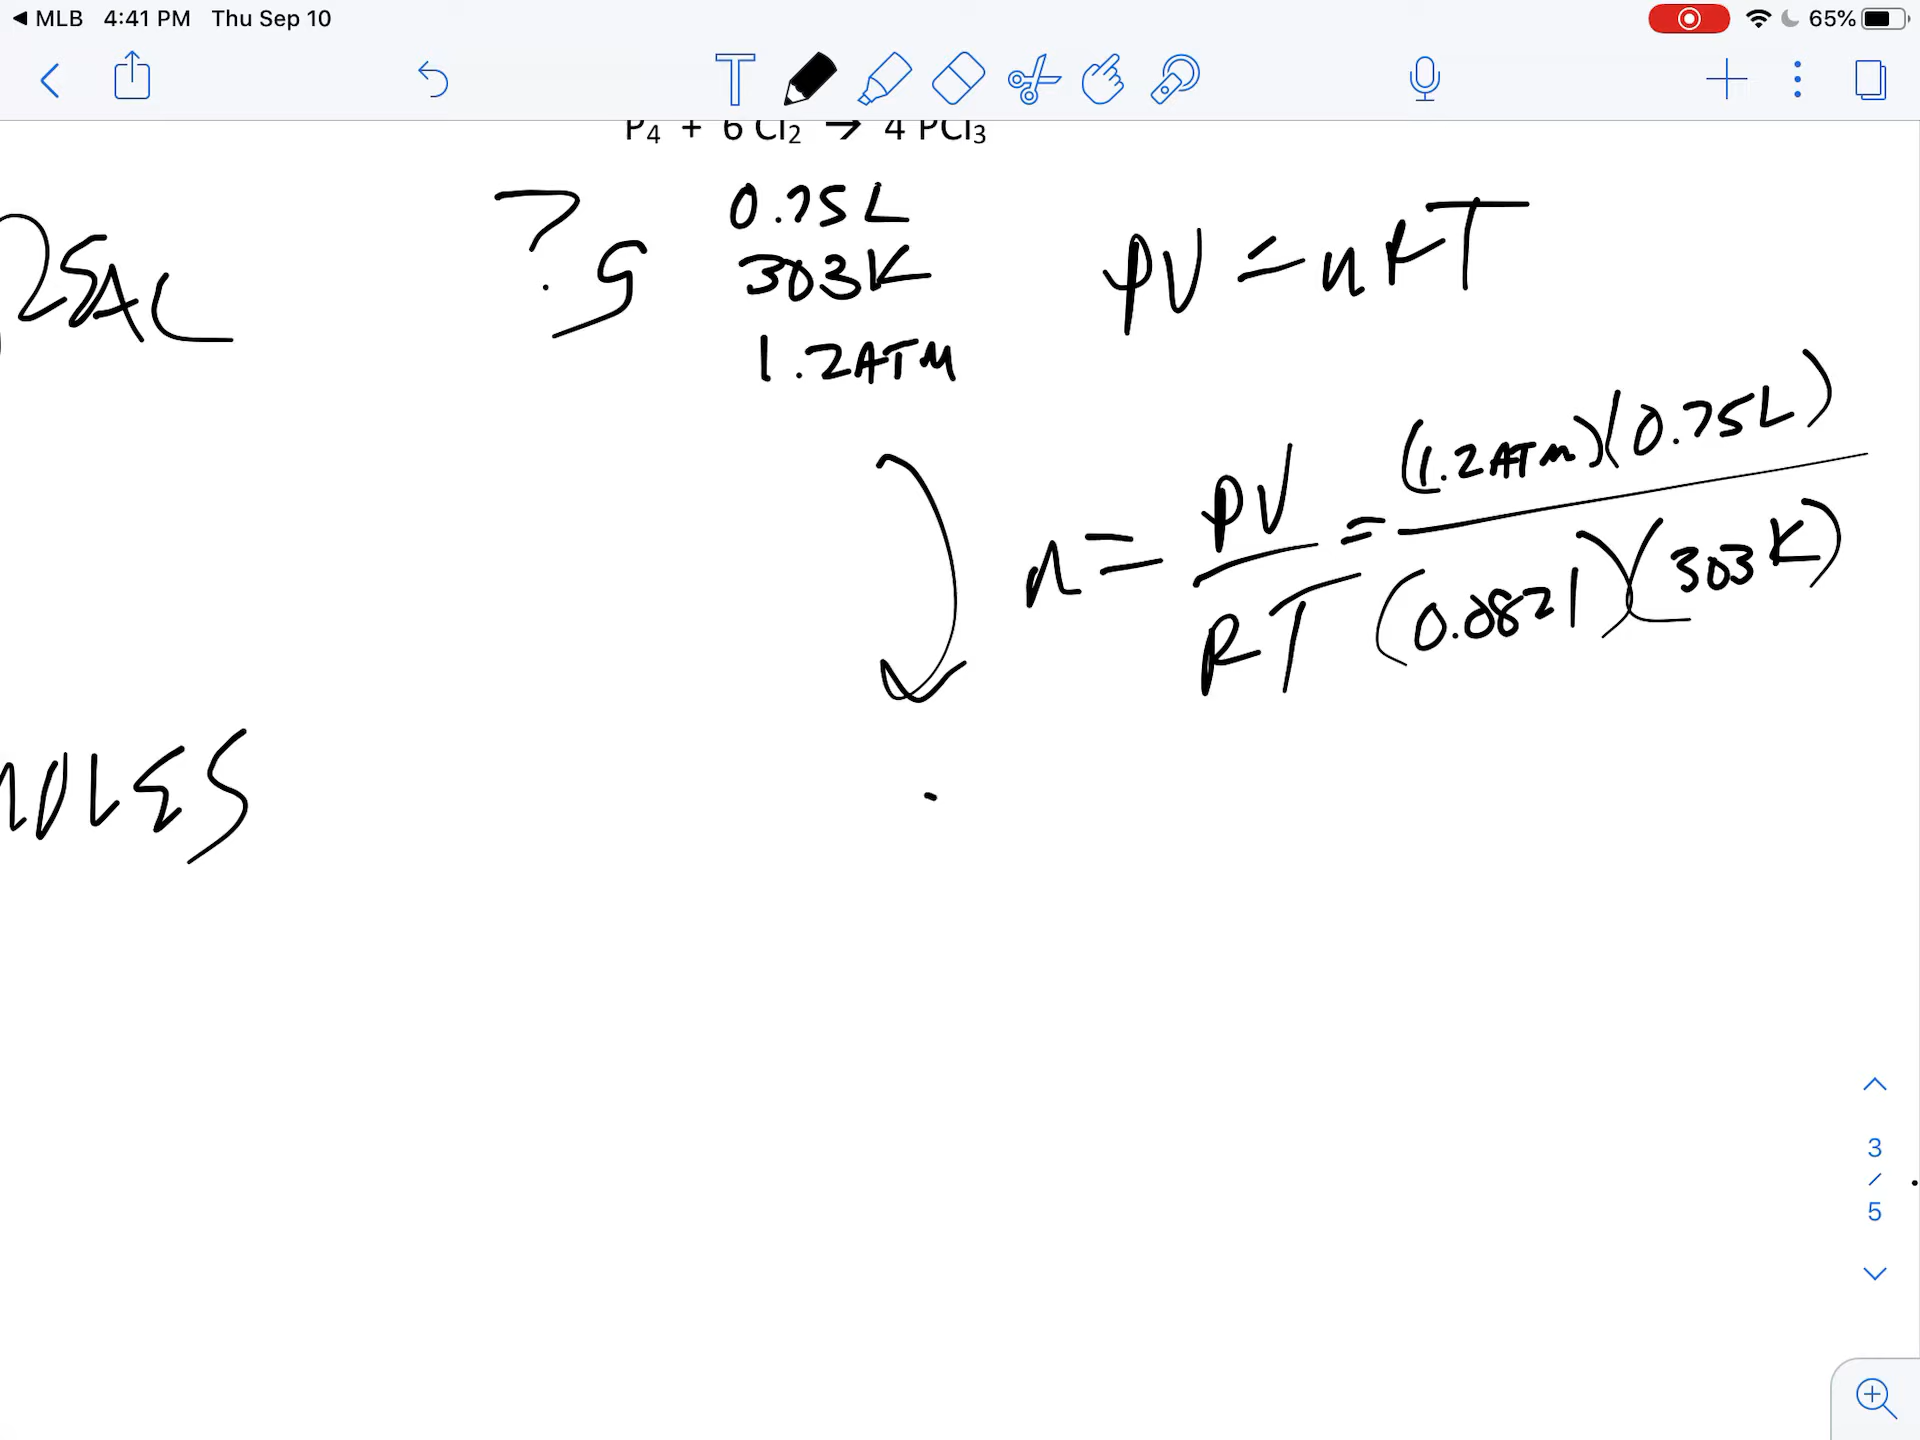 MLB 4:41 PM Thu Sep 10 65%
P₄ + 6 Cl₂ → 4 PCl₃
? g
0.75 L
303 K
1.2 ATM
PV = nRT
n = PV / RT = (1.2 ATM)(0.75 L) / (0.0821)(303 K)
3
/
5